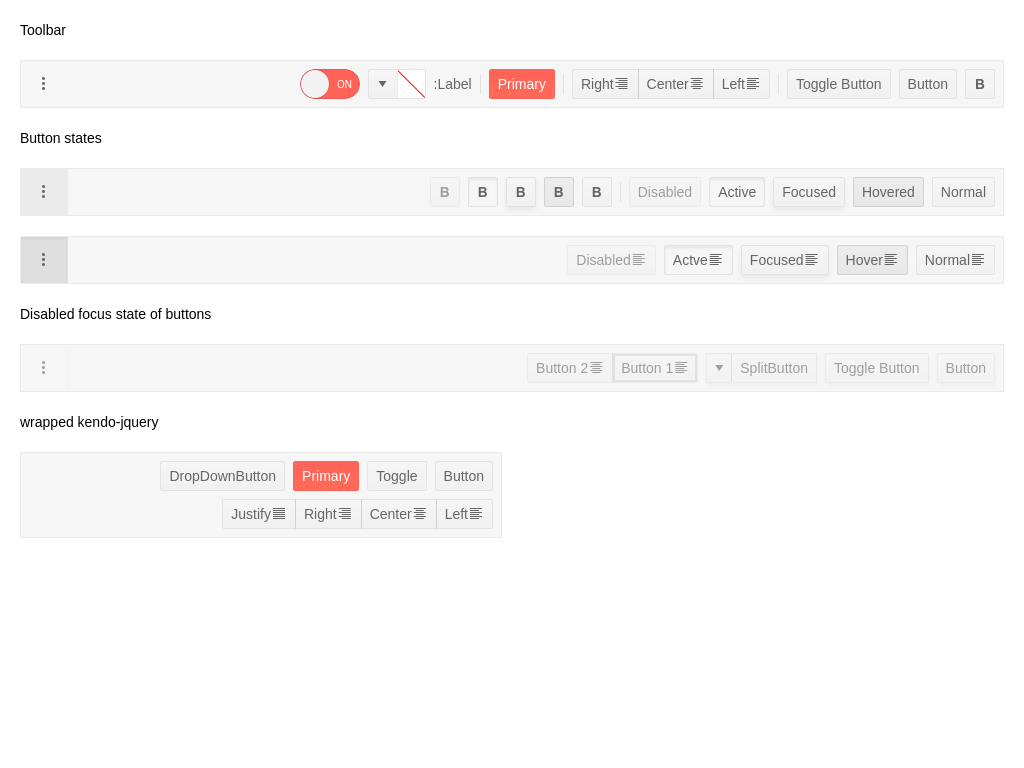 Toolbar
ON :Label Primary Right Center Left Toggle Button Button B
Button states
B B B B B Disabled Active Focused Hovered Normal
Disabled Actve Focused Hover Normal
Disabled focus state of buttons
Button 2 Button 1 SplitButton Toggle Button Button
wrapped kendo-jquery
DropDownButton Primary Toggle Button
Justify Right Center Left